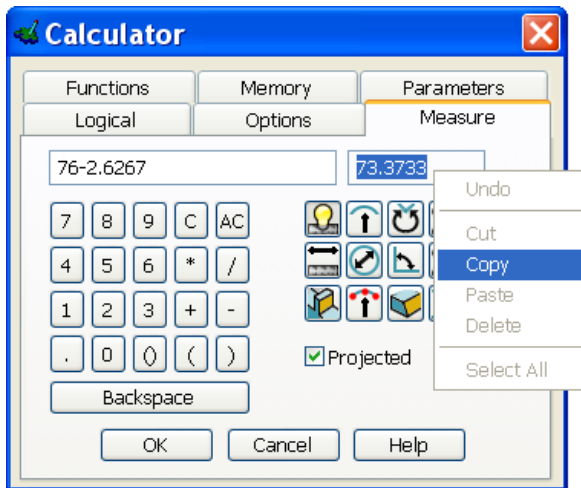 Calculator
Functions Memory Parameters
Logical Options Measure
76-2.6267 73.3733
Undo
7 8 9 C AC
Cut
4 5 6 * /
Copy
Paste
1 2 3 + -
Delete
. 0 () ( )
Projected
Select All
Backspace
OK Cancel Help